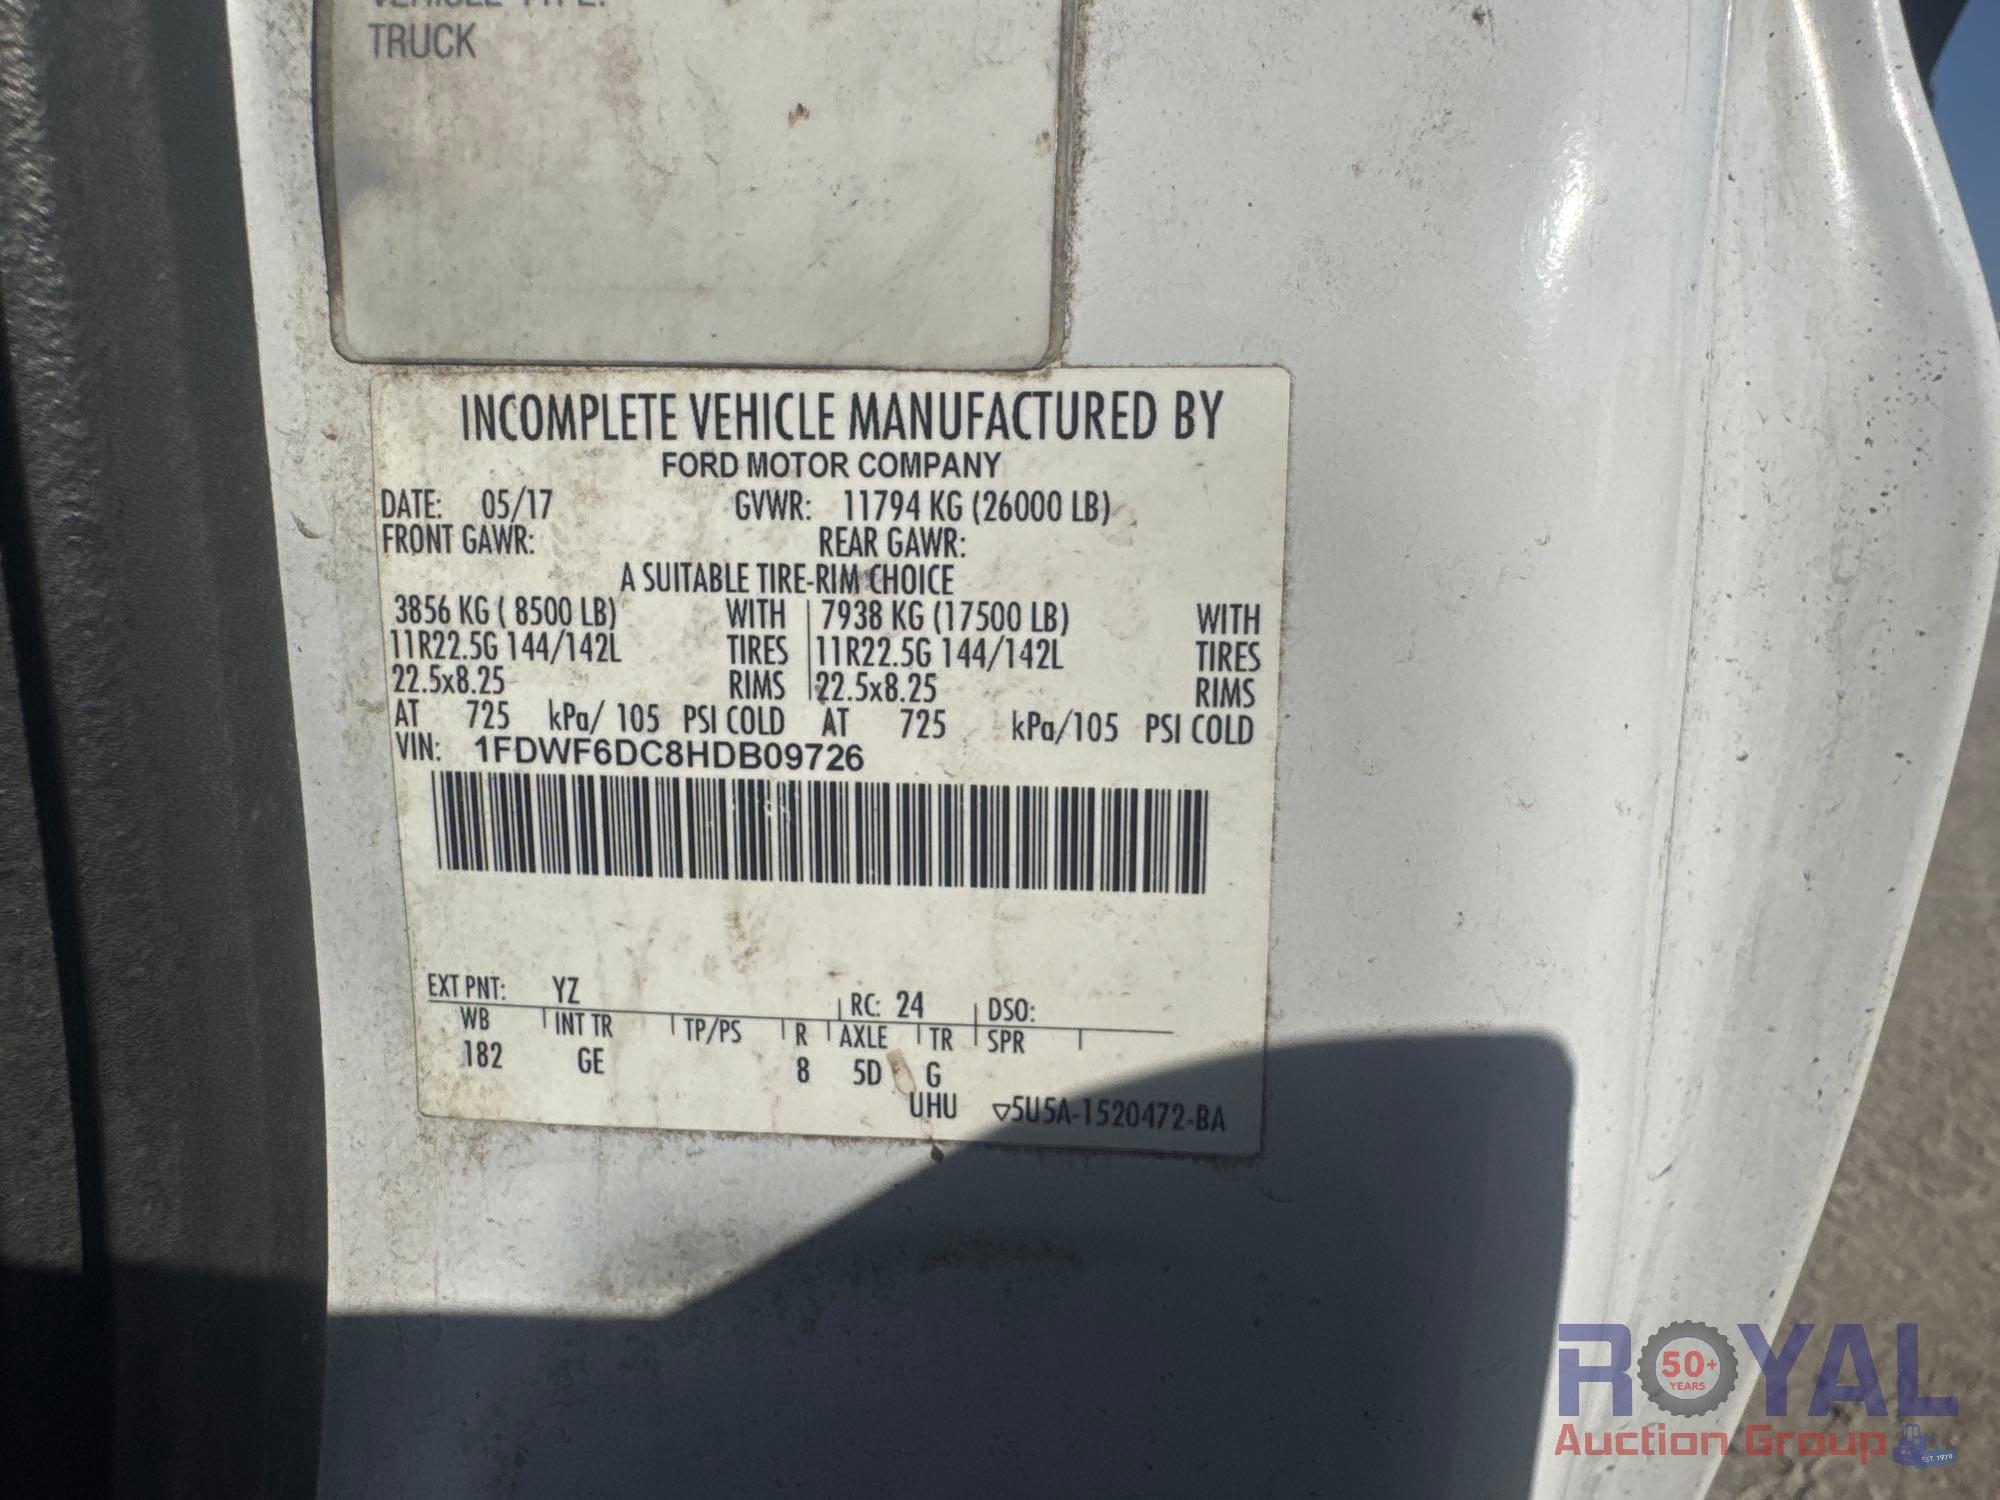 VEHICLE TYPE:
TRUCK
INCOMPLETE VEHICLE MANUFACTURED BY
FORD MOTOR COMPANY
DATE: 05/17 GVWR: 11794 KG (26000 LB)
FRONT GAWR: REAR GAWR:
A SUITABLE TIRE-RIM CHOICE
3856 KG ( 8500 LB) WITH 7938 KG (17500 LB) WITH
11R22.5G 144/142L TIRES 11R22.5G 144/142L TIRES
22.5x8.25 RIMS 22.5x8.25 RIMS
AT 725 kPa/ 105 PSI COLD AT 725 kPa/105 PSI COLD
VIN: 1FDWF6DC8HDB09726
EXT PNT: YZ RC: 24 DSO:
WB INT TR TP/PS R AXLE TR SPR
182 GE 8 5D G
UHU ▽5U5A-1520472-BA
ROYAL
50+
YEARS
Auction Group
EST. 1970